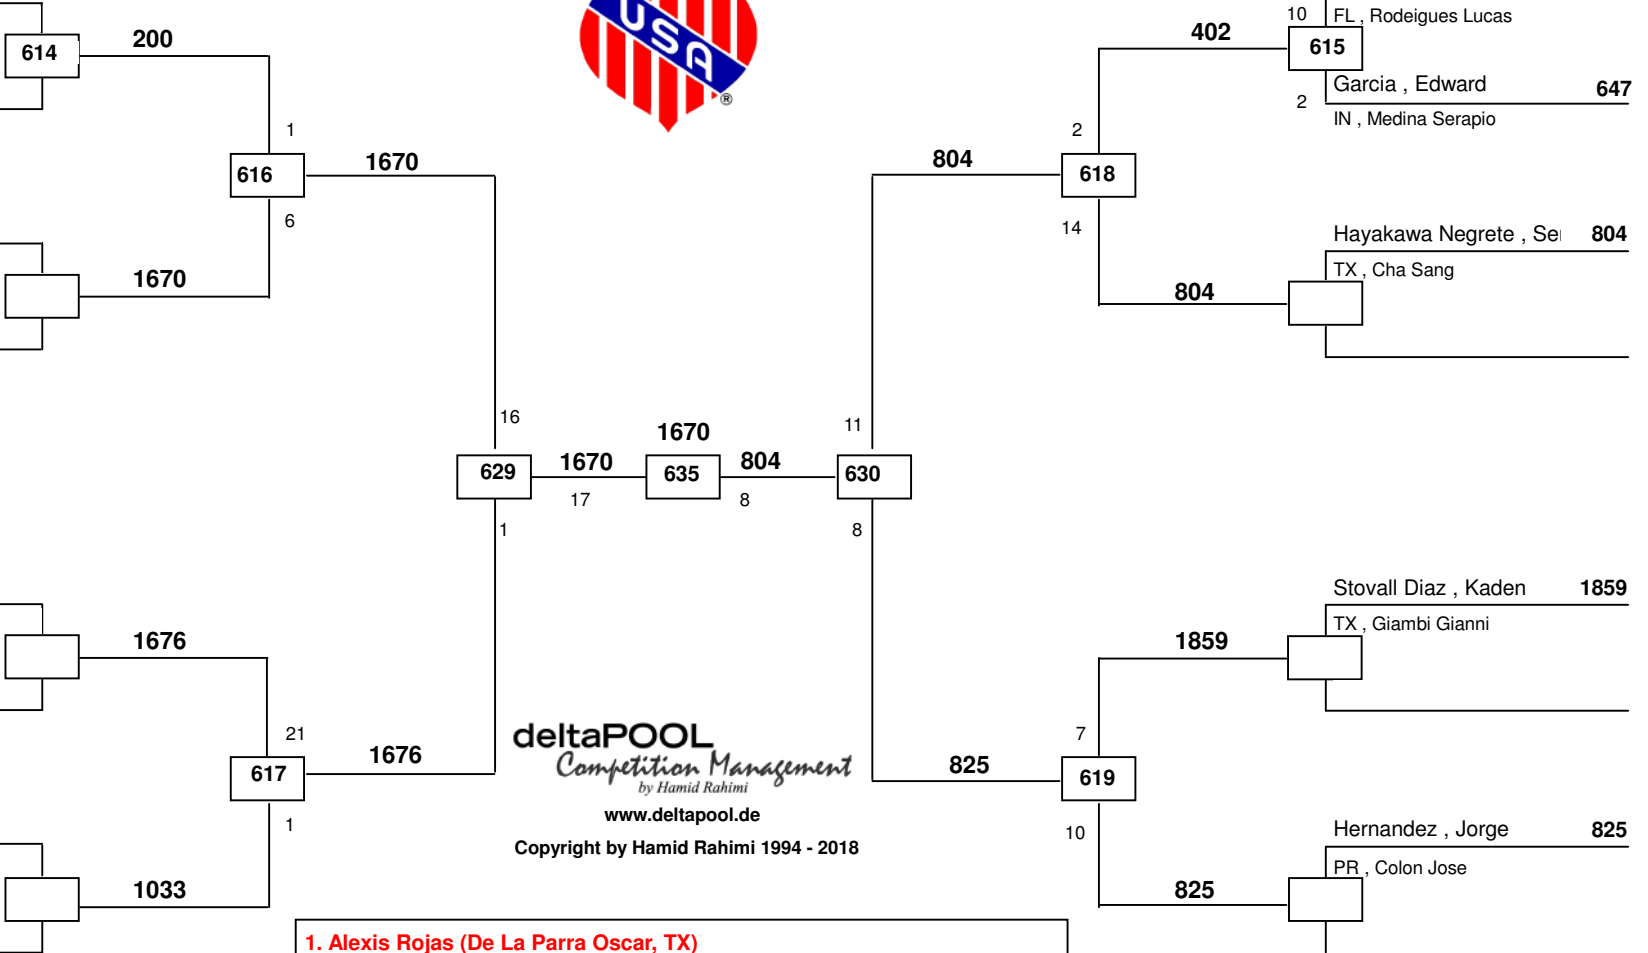 USA
®
10
FL , Rodeigues Lucas
614
200
402
615
Garcia , Edward
647
2
IN , Medina Serapio
1
2
616
1670
804
618
6
14
Hayakawa Negrete , Se
804
TX , Cha Sang
1670
804
16
11
1670
629
1670
635
804
630
17
8
1
8
Stovall Diaz , Kaden
1859
TX , Giambi Gianni
1676
1859
21
7
deltaPOOL
617
1676
Competition Management
825
619
by Hamid Rahimi
www.deltapool.de
1
10
Hernandez , Jorge
825
Copyright by Hamid Rahimi 1994 - 2018
PR , Colon Jose
1033
825
1. Alexis Rojas (De La Parra Oscar, TX)